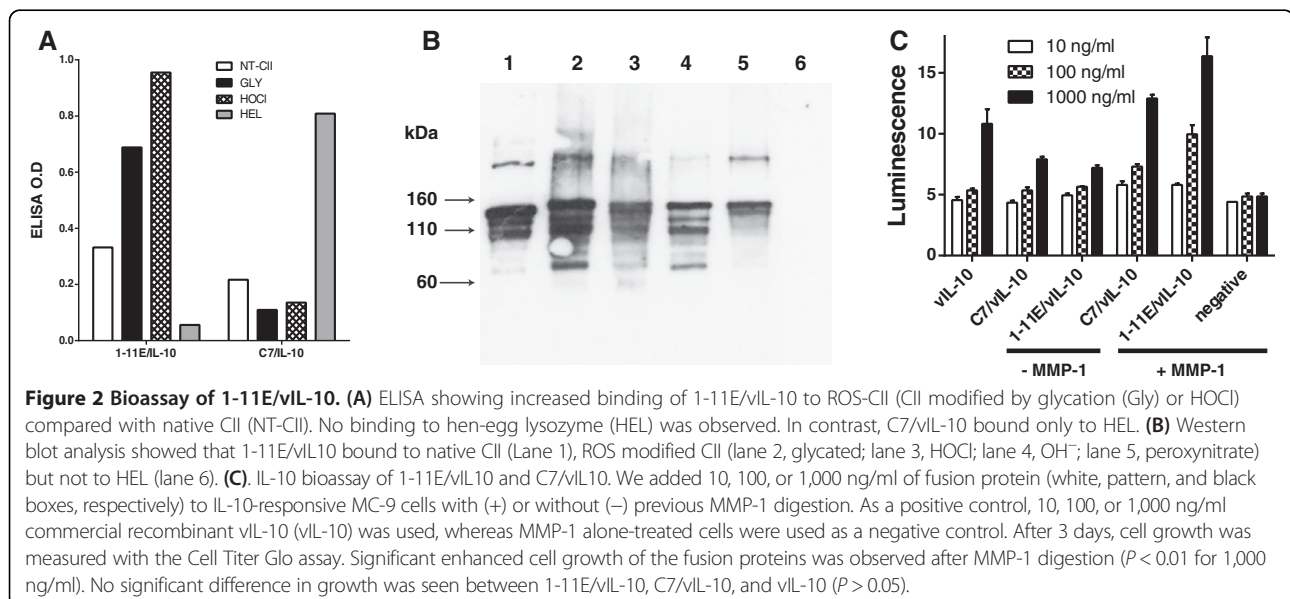 A
1.0
0.8
0.6
0.4
0.2
0.0
ELISA O.D
NT-CII
GLY
HOCl
HEL
1-11E/IL-10
C7/IL-10
B
1 2 3 4 5 6
kDa
160
110
60
C
Luminescence
15
10
5
0
10 ng/ml
100 ng/ml
1000 ng/ml
vIL-10
C7/vIL-10
1-11E/vIL-10
C7/vIL-10
1-11E/vIL-10
negative
- MMP-1
+ MMP-1
Figure 2 Bioassay of 1-11E/vIL-10. (A) ELISA showing increased binding of 1-11E/vIL-10 to ROS-CII (CII modified by glycation (Gly) or HOCl)
compared with native CII (NT-CII). No binding to hen-egg lysozyme (HEL) was observed. In contrast, C7/vIL-10 bound only to HEL. (B) Western
blot analysis showed that 1-11E/vIL10 bound to native CII (Lane 1), ROS modified CII (lane 2, glycated; lane 3, HOCl; lane 4, OH⁻; lane 5, peroxynitrate)
but not to HEL (lane 6). (C). IL-10 bioassay of 1-11E/vIL10 and C7/vIL-10. We added 10, 100, or 1,000 ng/ml of fusion protein (white, pattern, and black
boxes, respectively) to IL-10-responsive MC-9 cells with (+) or without (−) previous MMP-1 digestion. As a positive control, 10, 100, or 1,000 ng/ml
commercial recombinant vIL-10 (vIL-10) was used, whereas MMP-1 alone-treated cells were used as a negative control. After 3 days, cell growth was
measured with the Cell Titer Glo assay. Significant enhanced cell growth of the fusion proteins was observed after MMP-1 digestion (P < 0.01 for 1,000
ng/ml). No significant difference in growth was seen between 1-11E/vIL-10, C7/vIL-10, and vIL-10 (P > 0.05).